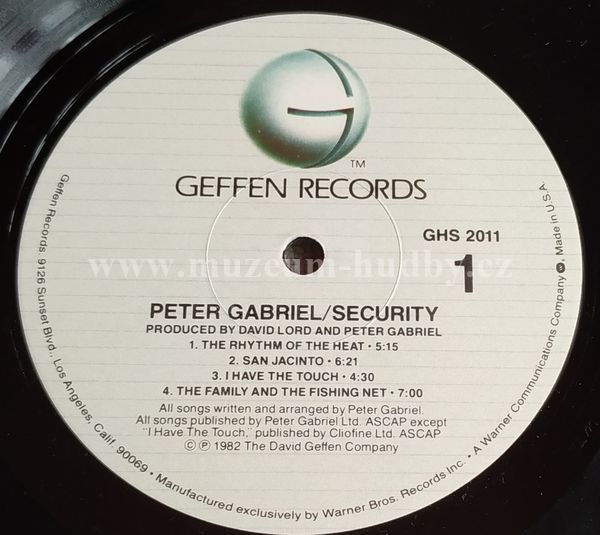 TM
GEFFEN RECORDS
GHS 2011
1
www.muzeum-hudby.cz
PETER GABRIEL/SECURITY
PRODUCED BY DAVID LORD AND PETER GABRIEL
1. THE RHYTHM OF THE HEAT • 5:15
2. SAN JACINTO • 6:21
3. I HAVE THE TOUCH • 4:30
4. THE FAMILY AND THE FISHING NET • 7:00
All songs written and arranged by Peter Gabriel.
All songs published by Peter Gabriel Ltd. ASCAP except
"I Have The Touch," published by Cliofine Ltd. ASCAP
© ℗ 1982 The David Geffen Company
Geffen Records 9126 Sunset Blvd., Los Angeles, Calif. 90069 • Manufactured exclusively by Warner Bros. Records Inc. • A Warner Communications Company, Made in U.S.A.